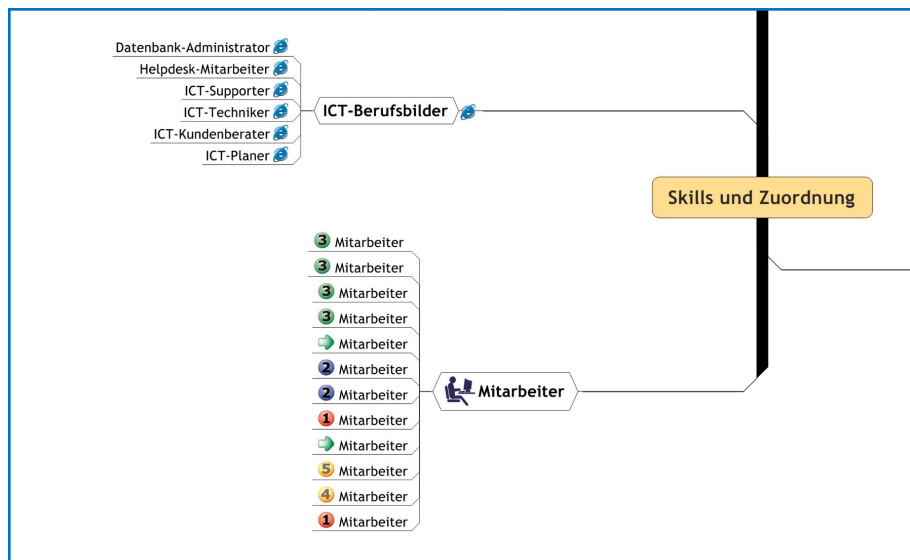 Datenbank-Administrator
Helpdesk-Mitarbeiter
ICT-Supporter
ICT-Techniker
ICT-Kundenberater
ICT-Planer
ICT-Berufsbilder
Skills und Zuordnung
3 Mitarbeiter
3 Mitarbeiter
3 Mitarbeiter
3 Mitarbeiter
Mitarbeiter
2 Mitarbeiter
2 Mitarbeiter
1 Mitarbeiter
Mitarbeiter
5 Mitarbeiter
4 Mitarbeiter
1 Mitarbeiter
Mitarbeiter